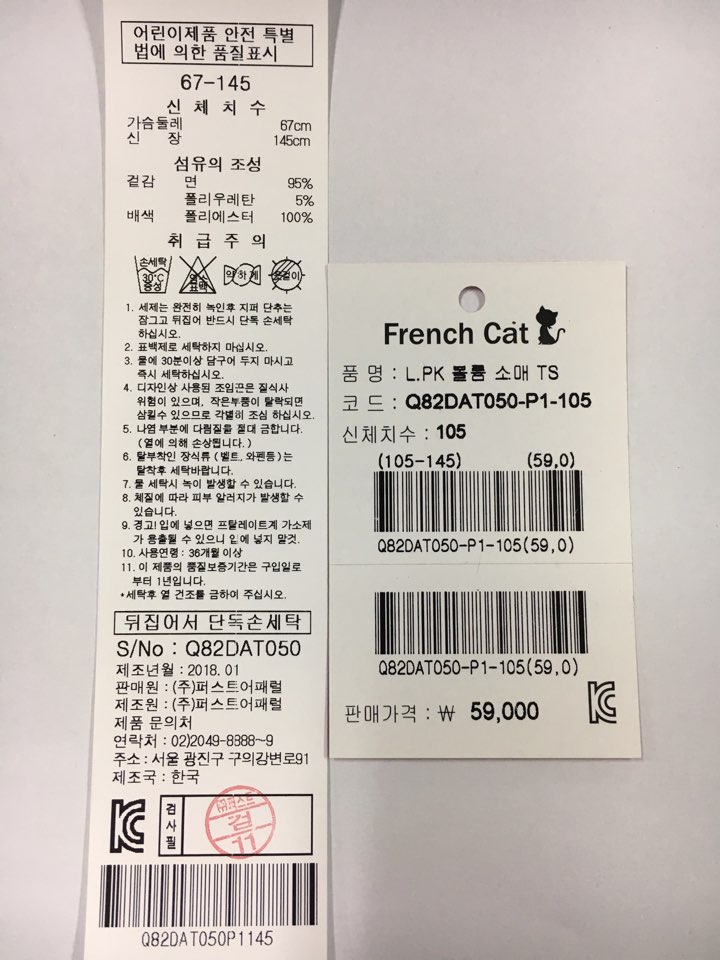 어린이제품 안전 특별
법에 의한 품질표시
67-145
신 체 치 수
가슴둘레 67cm
신 장 145cm
섬유의 조성
겉감 면 95%
폴리우레탄 5%
배색 폴리에스터 100%
취 급 주 의
손세탁
30°C
중성
염소
표백
약하게
옷걸이
1. 세제는 완전히 녹인후 지퍼 단추는
잠그고 뒤집어 반드시 단독 손세탁
하십시오.
2. 표백제로 세탁하지 마십시오.
3. 물에 30분이상 담구어 두지 마시고
즉시 세탁하십시오.
4. 디자인상 사용된 조임끈은 질식사
위험이 있으며, 작은부품이 탈락되면
삼킬수 있으므로 각별히 조심 하십시오.
5. 나염 부분에 다림질을 절대 금합니다.
(열에 의해 손상됩니다.)
6. 탈부착인 장식류(벨트, 와펜등)는
탈착후 세탁바랍니다.
7. 물 세탁시 녹이 발생할 수 있습니다.
8. 체질에 따라 피부 알러지가 발생할 수
있습니다.
9. 경고! 입에 넣으면 프탈레이트계 가소제
가 용출될 수 있으니 입에 넣지 말것.
10. 사용연령 : 36개월 이상
11. 이 제품의 품질보증기간은 구입일로
부터 1년입니다.
*세탁후 열 건조를 금하여 주십시오.
뒤집어서 단독손세탁
S/No : Q82DAT050
제조년월 : 2018. 01
판매원 : (주)퍼스트어패럴
제조원 : (주)퍼스트어패럴
제품 문의처
연락처 : 02)2049-8888~9
주소 : 서울 광진구 구의강변로91
제조국 : 한국
검사필
검
11
Q82DAT050P1145
French Cat
품 명 : L.PK 볼륨 소매 TS
코 드 : Q82DAT050-P1-105
신체치수 : 105
(105-145) (59,0)
Q82DAT050-P1-105(59,0)
Q82DAT050-P1-105(59,0)
판매가격 : ₩ 59,000